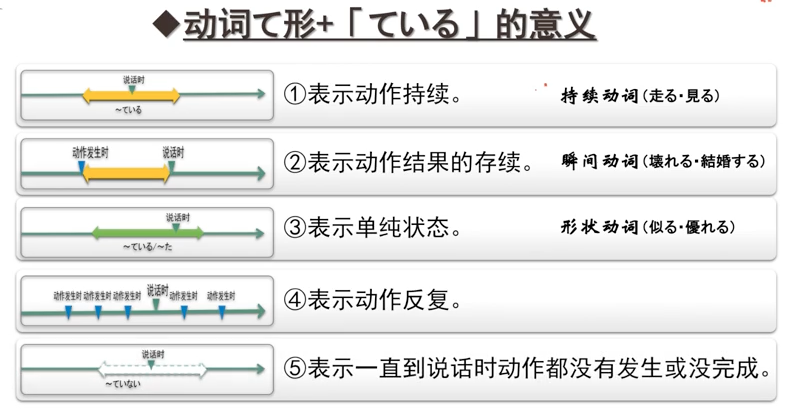 ◆动词て形+「ている」的意义
说话时
～ている
①表示动作持续。
持续动词(走る・見る)
动作发生时 说话时
②表示动作结果的存续。
瞬间动词(壊れる・結婚する)
说话时
～ている/～た
③表示单纯状态。
形状动词(似る・優れる)
动作发生时 动作发生时 动作发生时 说话时 动作发生时 动作发生时
④表示动作反复。
说话时
～ていない
⑤表示一直到说话时动作都没有发生或没完成。